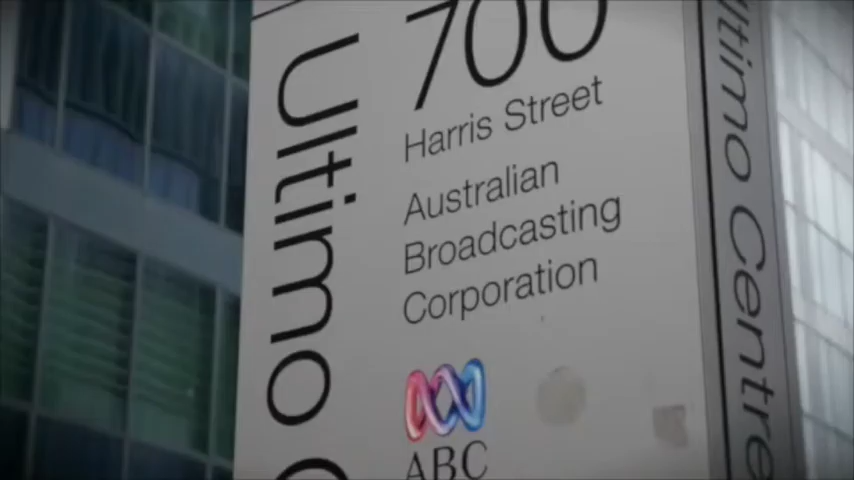 700
Harris Street
Australian
Broadcasting
Corporation
ABC
Ultimo C
Ultimo Centre